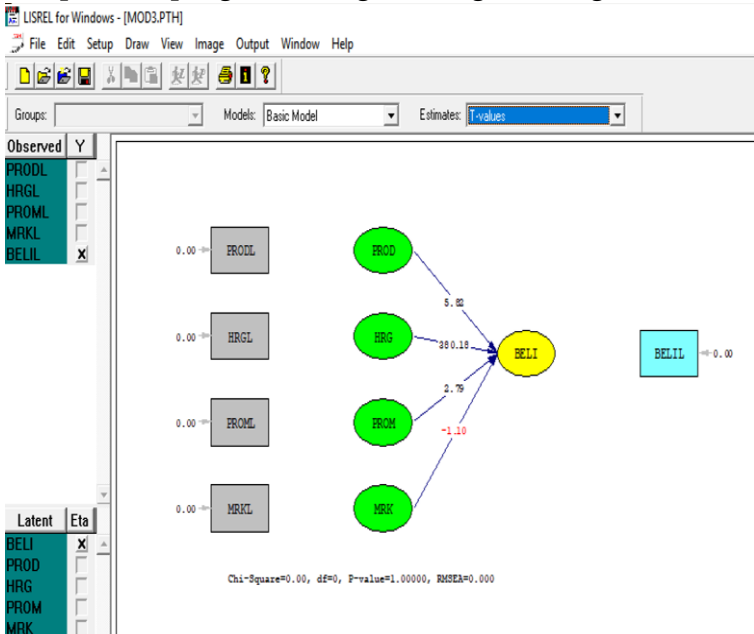 LISREL for Windows - [MOD3.PTH]
File Edit Setup Draw View Image Output Window Help
Groups: Models: Basic Model Estimates: T-values
Observed Y
PRODL
HRGL
PROML
MRKL
BELIL X
0.00 PRODL PROD
5.82
0.00 HRGL HRG 380.18 BELI BELIL 0.00
2.79
0.00 PROML PROM -1.10
0.00 MRKL MRK
Latent Eta
BELI X
PROD
HRG
PROM
MRK
Chi-Square=0.00, df=0, P-value=1.00000, RMSEA=0.000